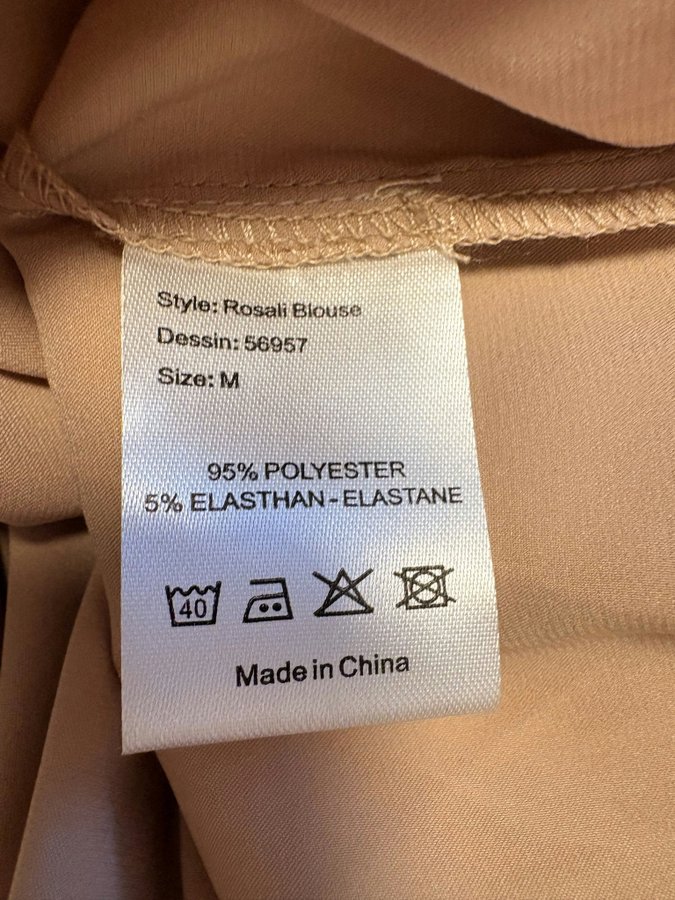 Style: Rosali Blouse
Dessin: 56957
Size: M
95% POLYESTER
5% ELASTHAN - ELASTANE
40
Made in China